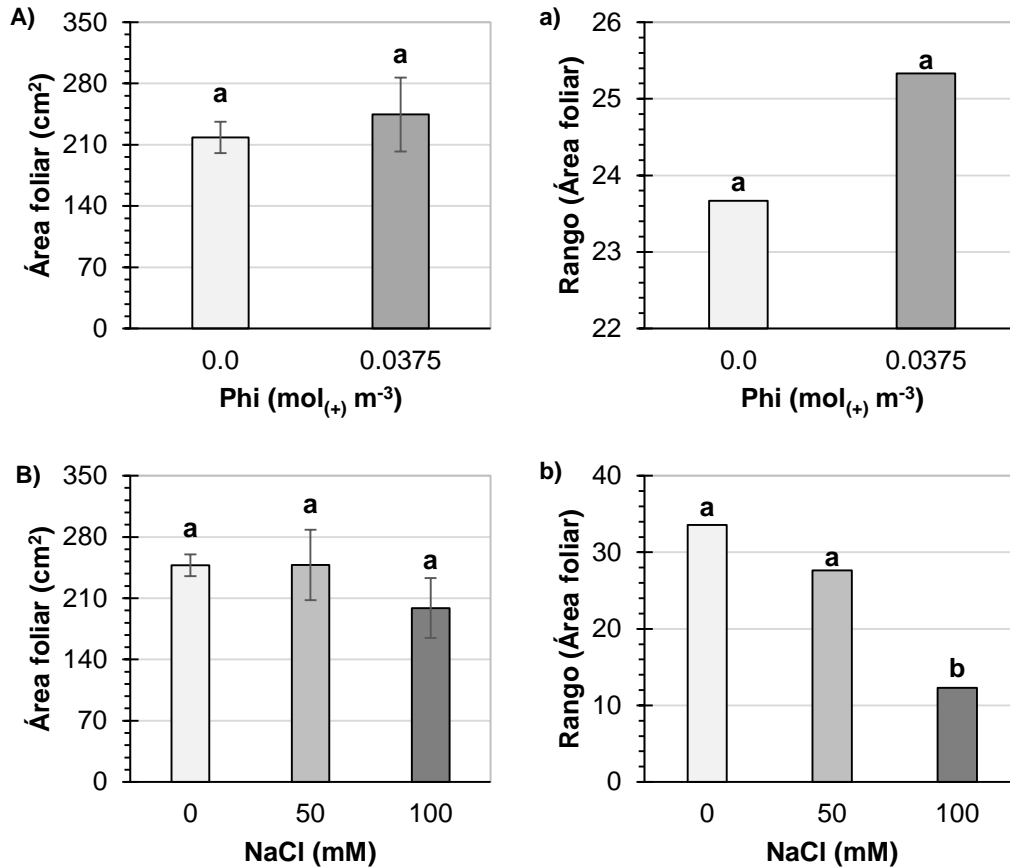 A)
Área foliar (cm²)
350
280
210
140
70
0
a
a
0.0 0.0375
Phi (mol₍₊₎ m⁻³)
a)
Rango (Área foliar)
26
25
24
23
22
a
a
0.0 0.0375
Phi (mol₍₊₎ m⁻³)
B)
Área foliar (cm²)
350
280
210
140
70
0
a a a
0 50 100
NaCl (mM)
b)
Rango (Área foliar)
40
30
20
10
0
a
a
b
0 50 100
NaCl (mM)